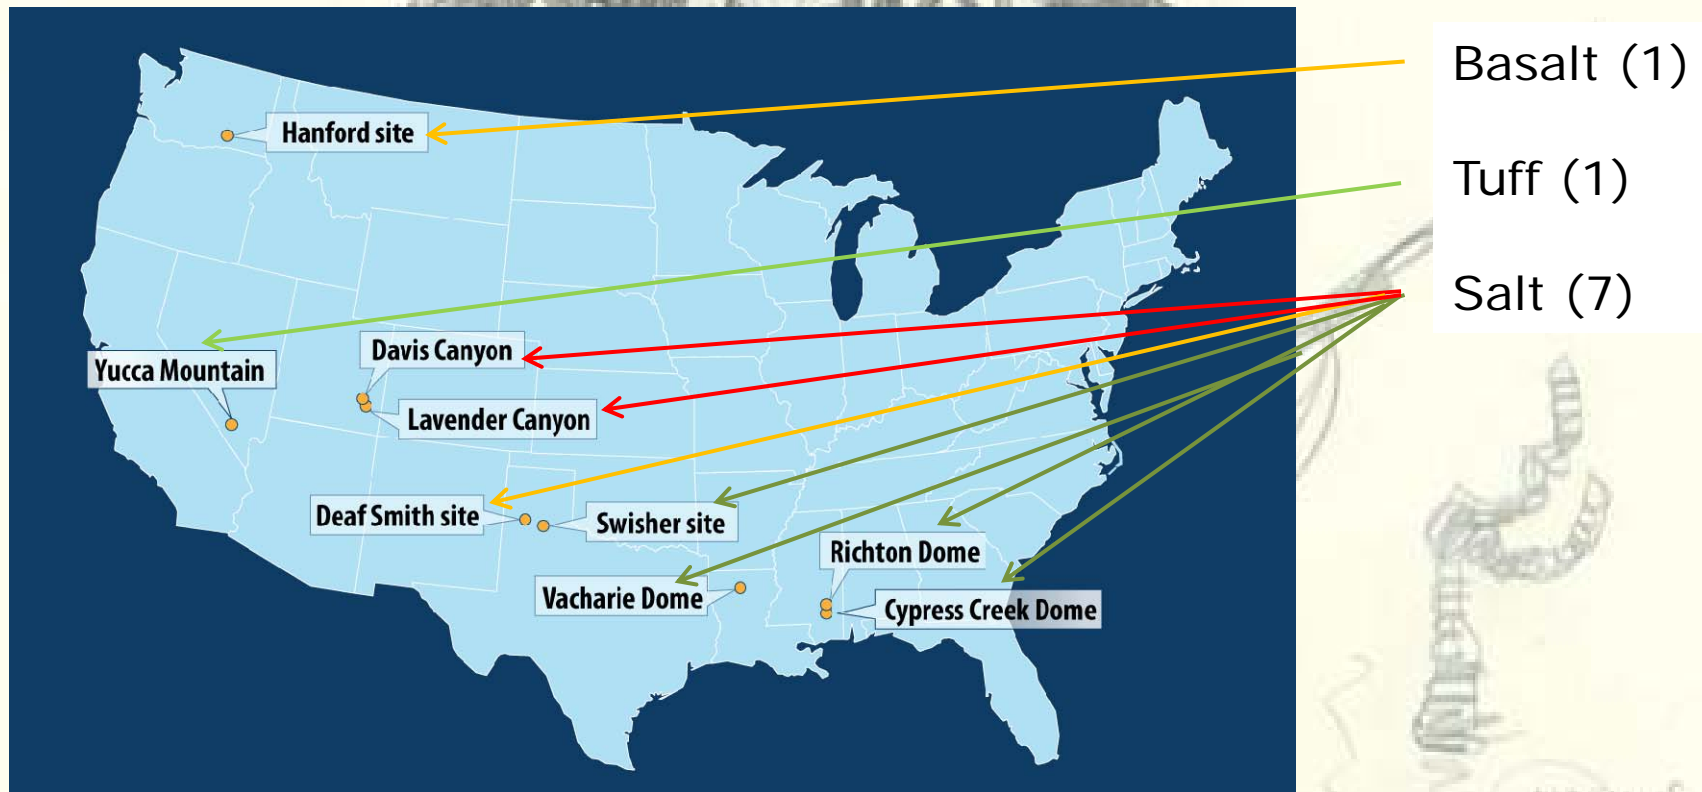 Basalt (1)
Hanford site
Tuff (1)
Salt (7)
Davis Canyon
Yucca Mountain
Lavender Canyon
Deaf Smith site
Swisher site
Richton Dome
Vacharie Dome
Cypress Creek Dome